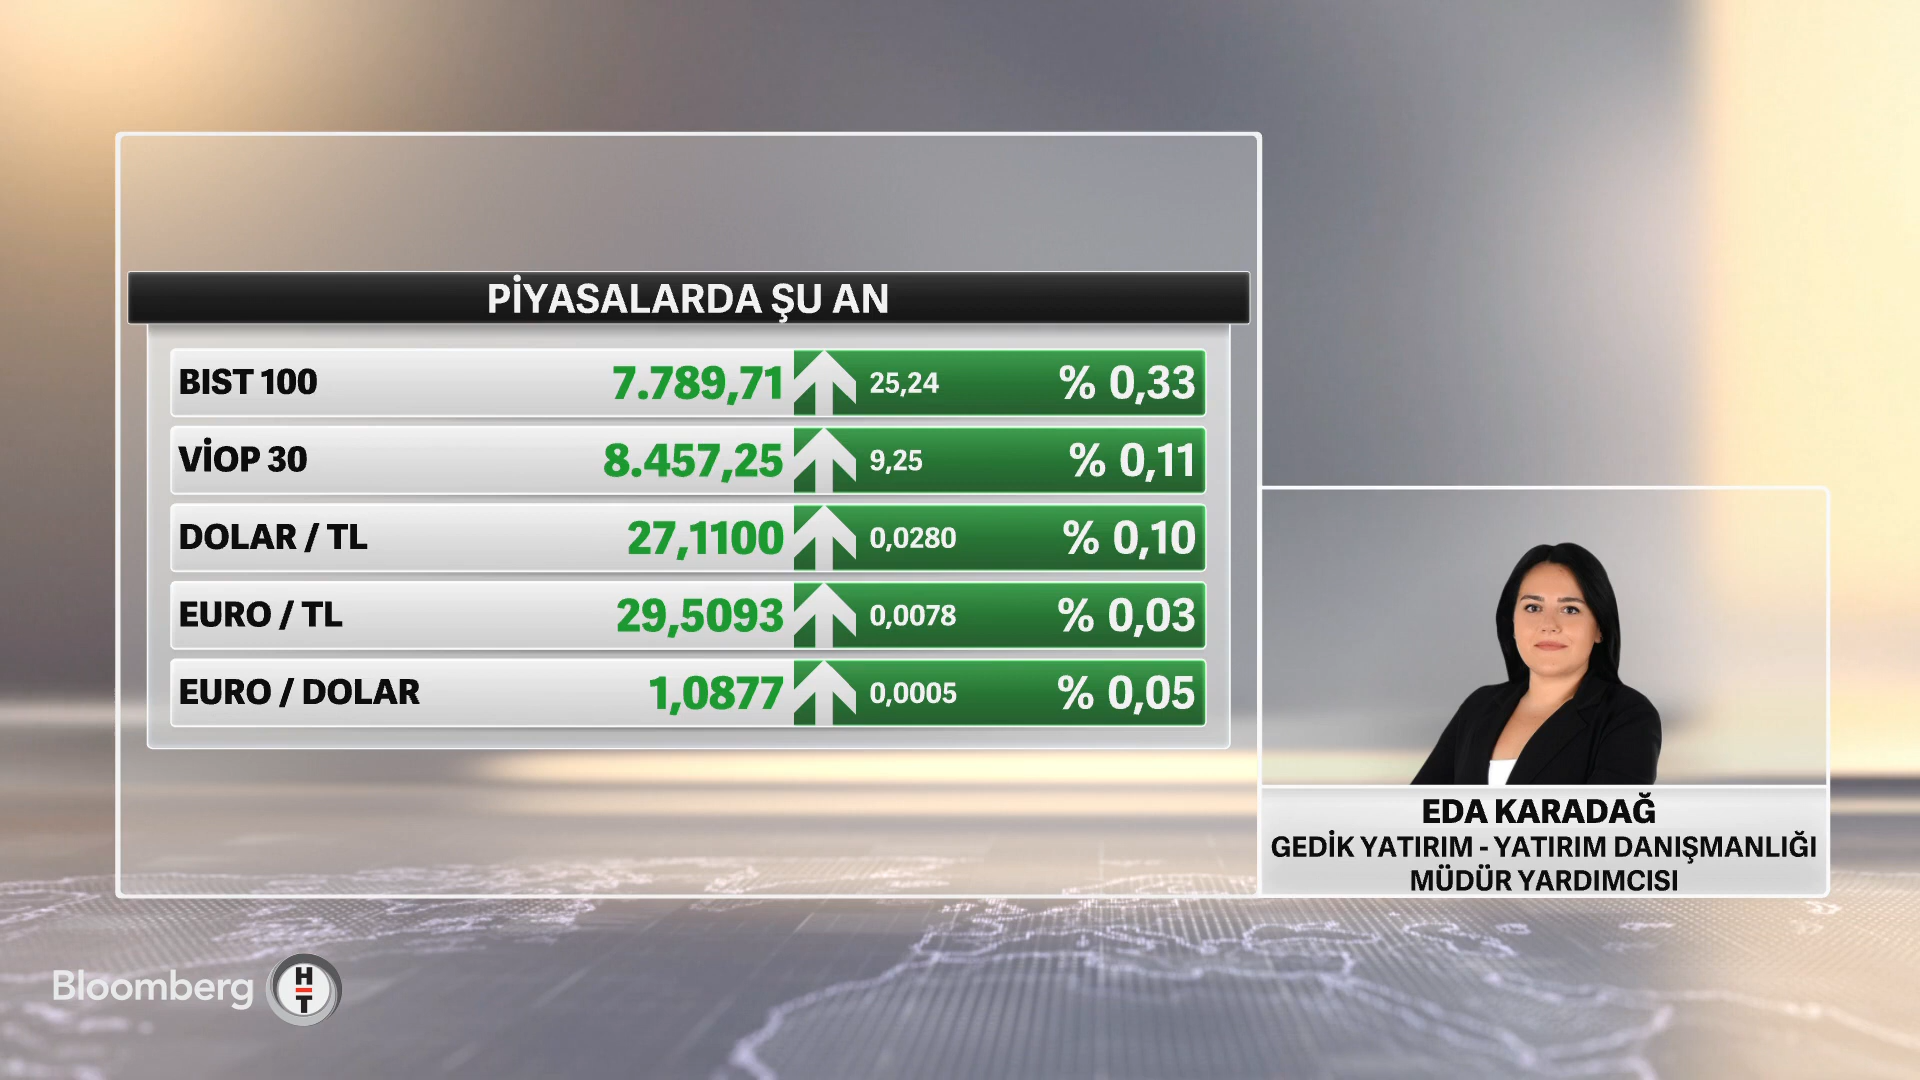 PİYASALARDA ŞU AN
BIST 100 7.789,71 25,24 % 0,33
VİOP 30 8.457,25 9,25 % 0,11
DOLAR / TL 27,1100 0,0280 % 0,10
EURO / TL 29,5093 0,0078 % 0,03
EURO / DOLAR 1,0877 0,0005 % 0,05
EDA KARADAĞ
GEDİK YATIRIM - YATIRIM DANIŞMANLIĞI
MÜDÜR YARDIMCISI
Bloomberg HT